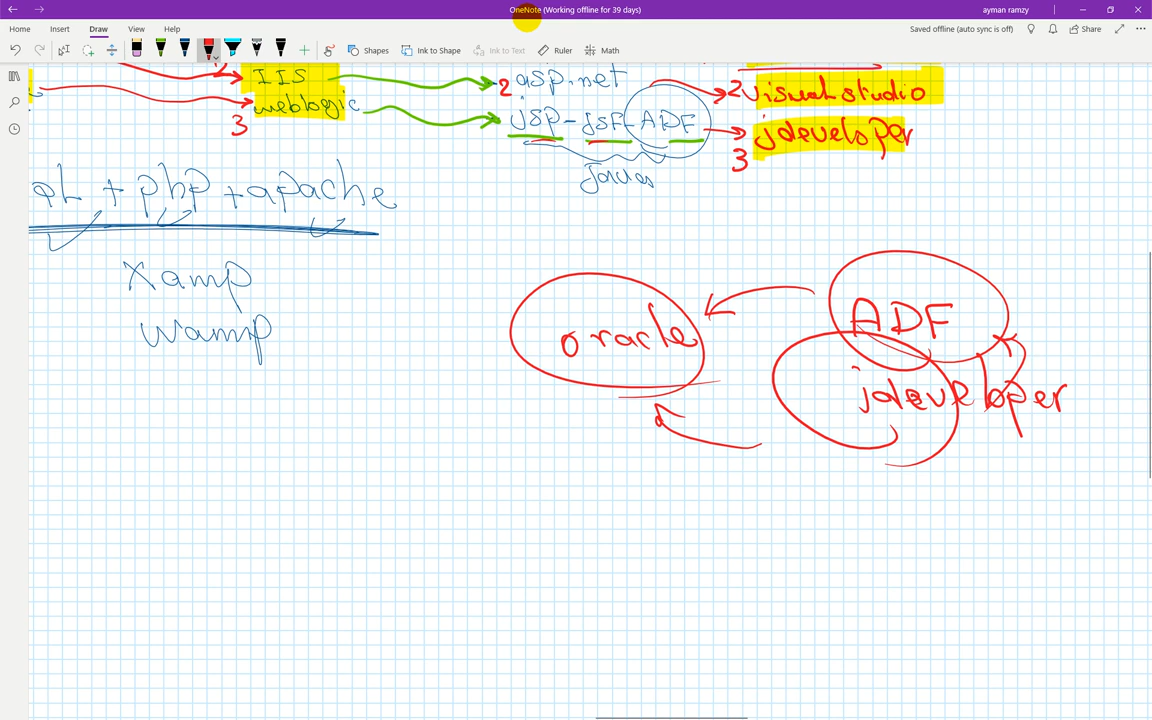 OneNote (Working offline for 39 days)
ayman ramzy
Home Insert Draw View Help
Saved offline (auto sync is off)
Shapes Ink to Shape Ink to Text Ruler Math
Share
2 IIS 2 asp.net 2 visual studio
3 weblogic jsp - jsf - ADF 3 jdeveloper
+ php + apache
xamp
wamp
oracle ADF
jdeveloper